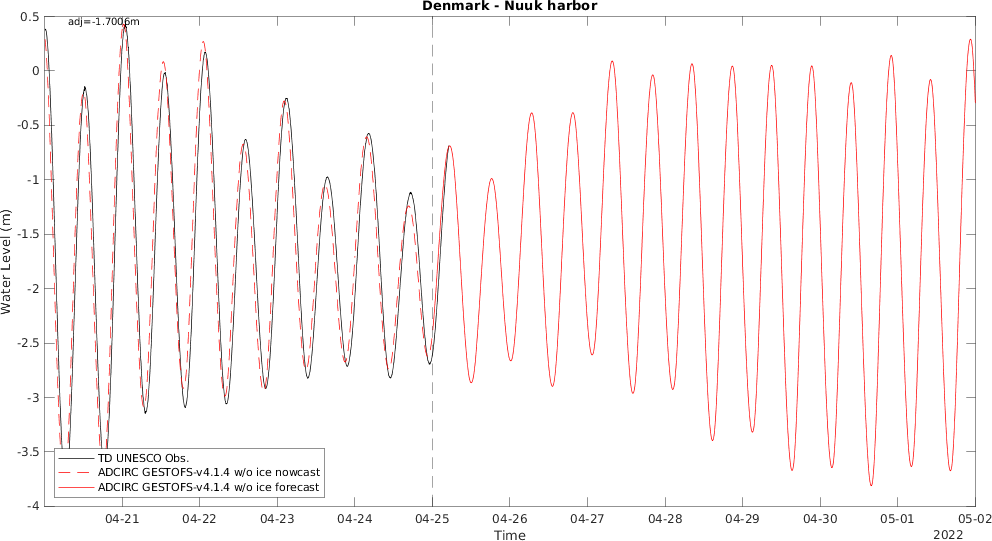 Denmark - Nuuk harbor
adj=-1.7006m
0.5
0
-0.5
-1
-1.5
-2
-2.5
-3
-3.5
-4
Water Level (m)
TD UNESCO Obs.
ADCIRC GESTOFS-v4.1.4 w/o ice nowcast
ADCIRC GESTOFS-v4.1.4 w/o ice forecast
04-21 04-22 04-23 04-24 04-25 04-26 04-27 04-28 04-29 04-30 05-01 05-02
Time
2022